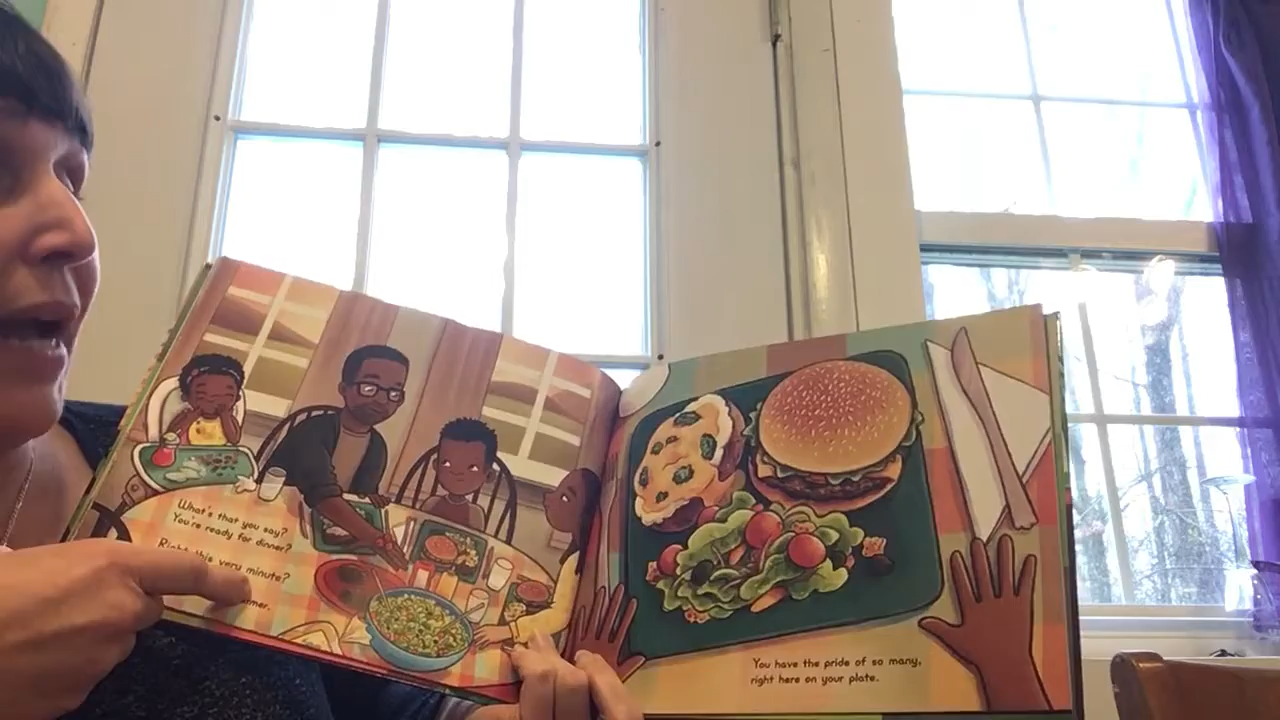 What's that you say?
You're ready for dinner?
Right this very minute?
You have the pride of so many,
right here on your plate.